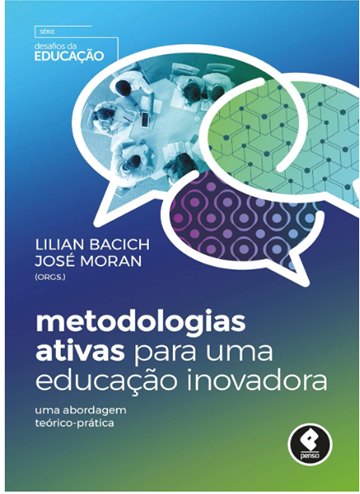 SÉRIE
desafios da
EDUCAÇÃO
LILIAN BACICH
JOSÉ MORAN
(ORGS.)
metodologias
ativas para uma
educação inovadora
uma abordagem
teórico-prática
penso